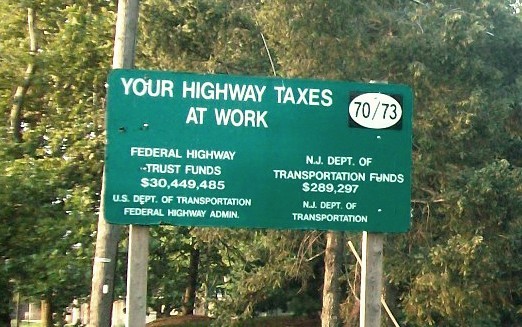 YOUR HIGHWAY TAXES
AT WORK
70/73
FEDERAL HIGHWAY
TRUST FUNDS
$30,449,485
U.S. DEPT. OF TRANSPORTATION
FEDERAL HIGHWAY ADMIN.
N.J. DEPT. OF
TRANSPORTATION FUNDS
$289,297
N.J. DEPT. OF
TRANSPORTATION